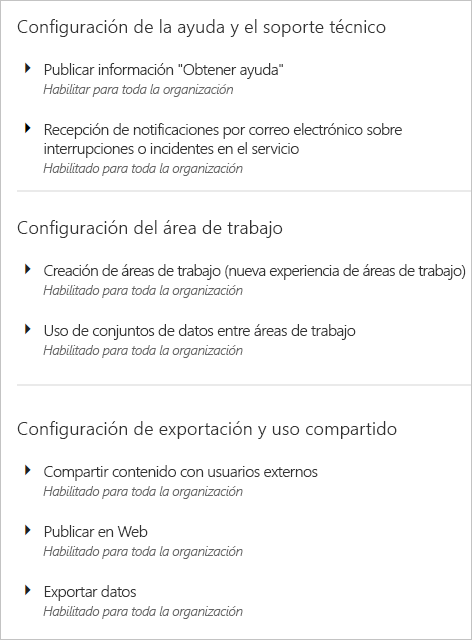 Configuración de la ayuda y el soporte técnico
Publicar información "Obtener ayuda"
Habilitar para toda la organización
Recepción de notificaciones por correo electrónico sobre
interrupciones o incidentes en el servicio
Habilitado para toda la organización
Configuración del área de trabajo
Creación de áreas de trabajo (nueva experiencia de áreas de trabajo)
Habilitado para toda la organización
Uso de conjuntos de datos entre áreas de trabajo
Habilitado para toda la organización
Configuración de exportación y uso compartido
Compartir contenido con usuarios externos
Habilitado para toda la organización
Publicar en Web
Habilitado para toda la organización
Exportar datos
Habilitado para toda la organización